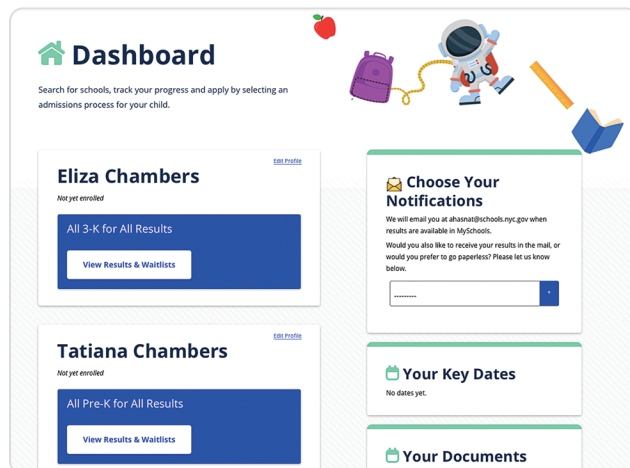 Dashboard
Search for schools, track your progress and apply by selecting an
admissions process for your child.
Edit Profile
Eliza Chambers
Not yet enrolled
All 3-K for All Results
View Results & Waitlists
Edit Profile
Tatiana Chambers
Not yet enrolled
All Pre-K for All Results
View Results & Waitlists
Choose Your
Notifications
We will email you at ahasnat@schools.nyc.gov when
results are available in MySchools.
Would you also like to receive your results in the mail, or
would you prefer to go paperless? Please let us know
below.
---------
Your Key Dates
No dates yet.
Your Documents